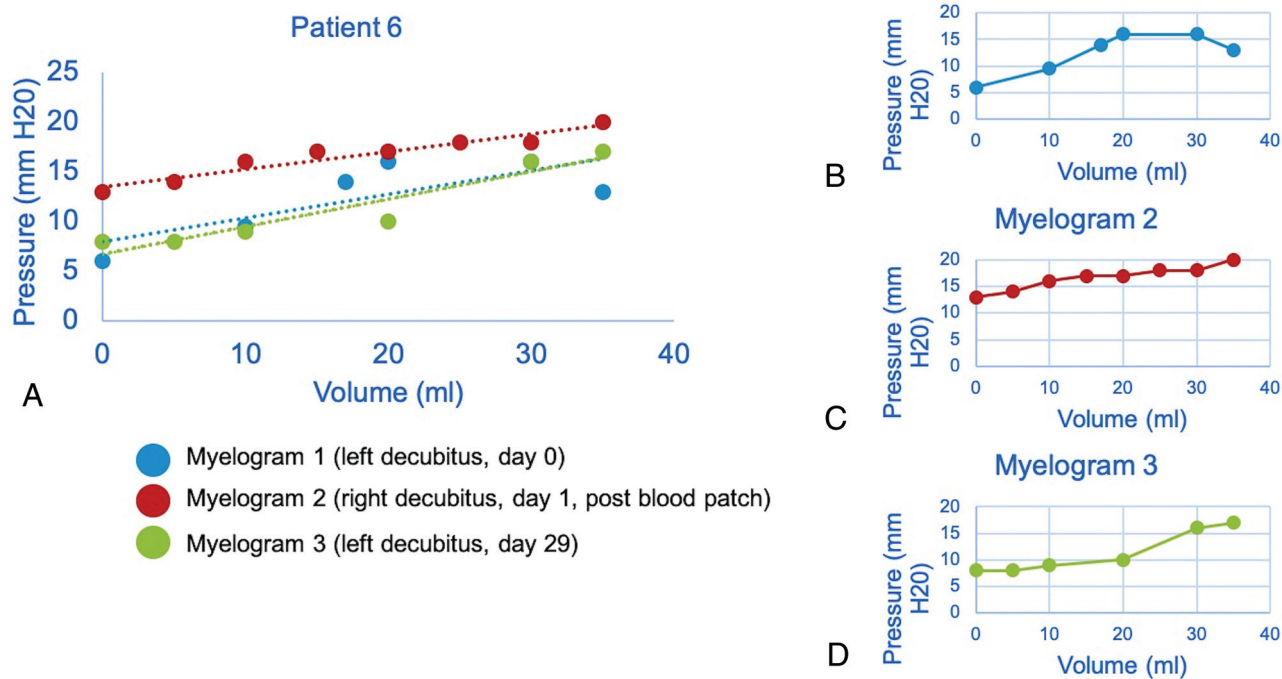 Patient 6
Pressure (mm H20)
25
20
15
10
5
0
0 10 20 30 40
Volume (ml)
A
Myelogram 1 (left decubitus, day 0)
Myelogram 2 (right decubitus, day 1, post blood patch)
Myelogram 3 (left decubitus, day 29)
Pressure (mm
H20)
20
15
10
5
0
0 10 20 30 40
Volume (ml)
B
Myelogram 2
Pressure (mm
H20)
20
15
10
5
0
0 10 20 30 40
Volume (ml)
C
Myelogram 3
Pressure (mm
H20)
20
15
10
5
0
0 10 20 30 40
Volume (ml)
D